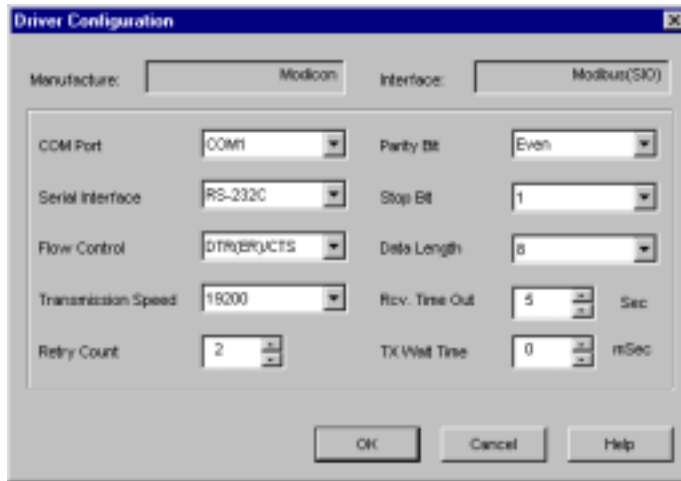 Driver Configuration
Manufacture: Modicon Interface: Modbus(SIO)
COM Port COM1 Parity Bit Even
Serial Interface RS-232C Stop Bit 1
Flow Control DTR(ER)/CTS Data Length 8
Transmission Speed 19200 Rcv. Time Out 5 Sec
Retry Count 2 TX Wait Time 0 mSec
OK Cancel Help